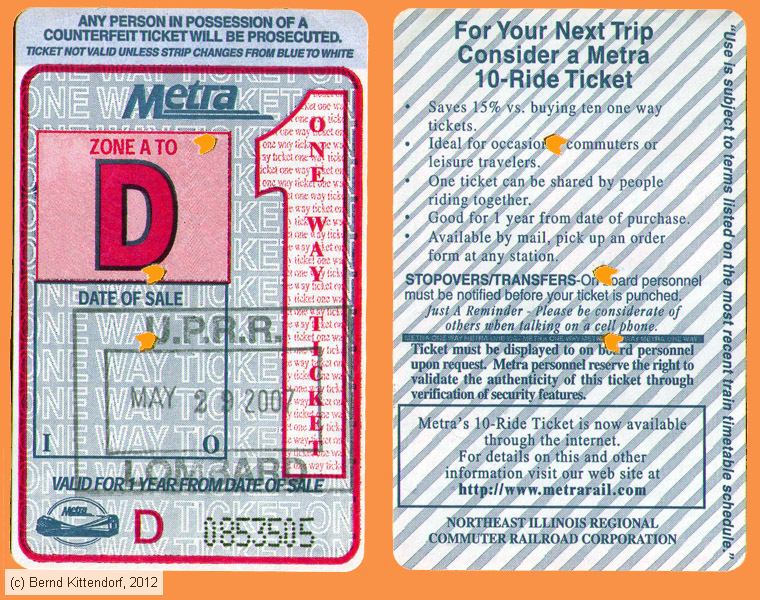 ANY PERSON IN POSSESSION OF A
COUNTERFEIT TICKET WILL BE PROSECUTED.
TICKET NOT VALID UNLESS STRIP CHANGES FROM BLUE TO WHITE
Metra
ZONE A TO
D
1
ONE WAY TICKET
DATE OF SALE
U.P.R.R.
MAY 29 2007
LOMBARD
I O
VALID FOR 1 YEAR FROM DATE OF SALE
Metra
D 0853505
(c) Bernd Kittendorf, 2012
For Your Next Trip
Consider a Metra
10-Ride Ticket
• Saves 15% vs. buying ten one way
tickets.
• Ideal for occasion commuters or
leisure travelers.
• One ticket can be shared by people
riding together.
• Good for 1 year from date of purchase.
• Available by mail, pick up an order
form at any station.
STOPOVERS/TRANSFERS-On board personnel
must be notified before your ticket is punched.
Just A Reminder - Please be considerate of
others when talking on a cell phone.
Ticket must be displayed to on board personnel
upon request. Metra personnel reserve the right to
validate the authenticity of this ticket through
verification of security features.
Metra's 10-Ride Ticket is now available
through the internet.
For details on this and other
information visit our web site at
http://www.metrarail.com
NORTHEAST ILLINOIS REGIONAL
COMMUTER RAILROAD CORPORATION
"Use is subject to terms listed on the most recent train timetable schedule."